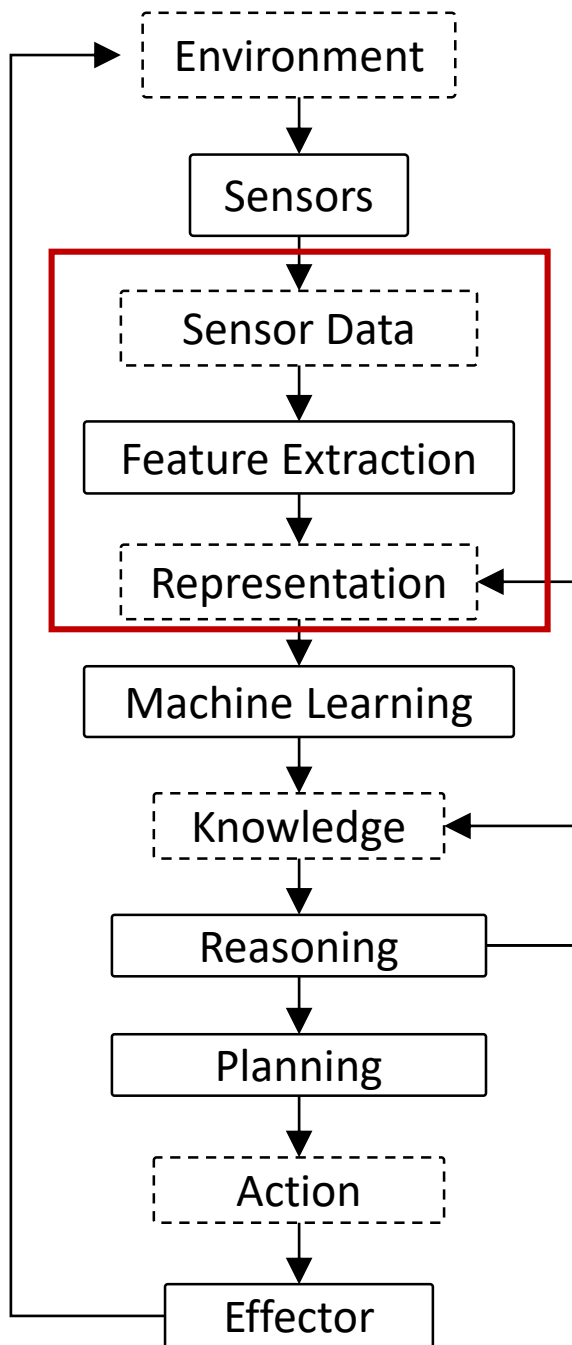 Environment
Sensors
Sensor Data
Feature Extraction
Representation
Machine Learning
Knowledge
Reasoning
Planning
Action
Effector